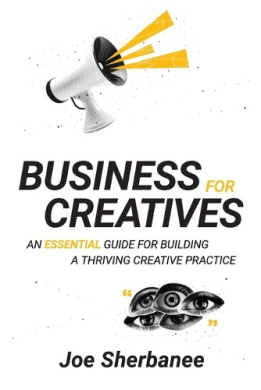 BUSINESS FOR
CREATIVES
AN ESSENTIAL GUIDE FOR BUILDING
A THRIVING CREATIVE PRACTICE
“
”
Joe Sherbanee